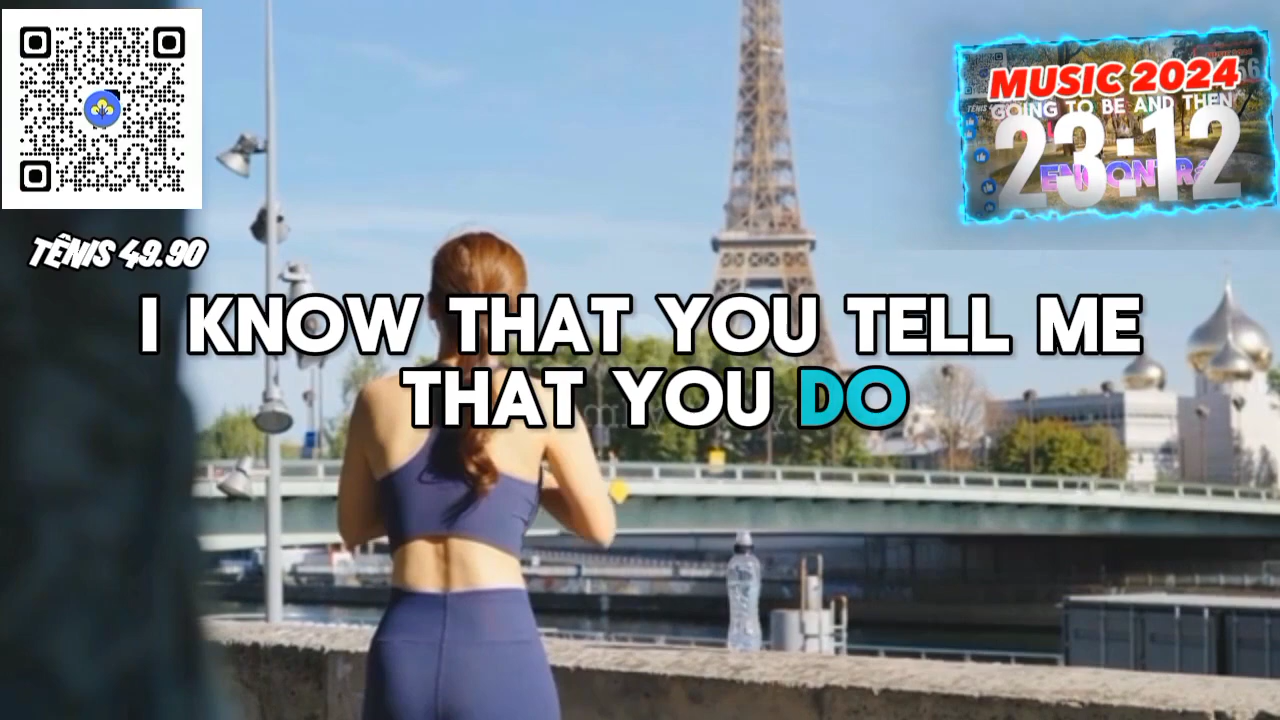 MUSIC 2024
56
GOING TO BE AND THEN
23:12
TÊNIS 49.90
I KNOW THAT YOU TELL ME
THAT YOU DO